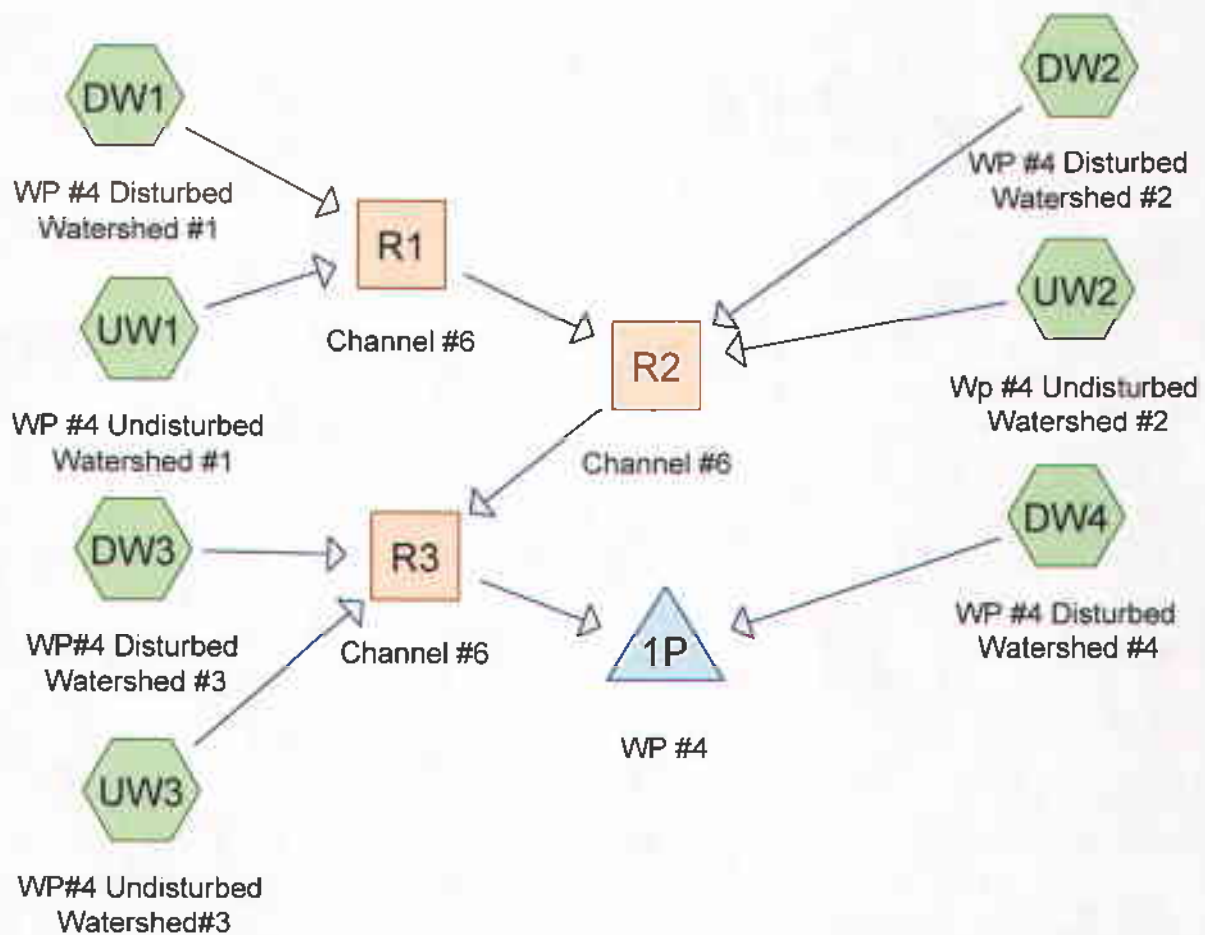 DW1
WP #4 Disturbed
Watershed #1
DW2
WP #4 Disturbed
Watershed #2
R1
Channel #6
UW1
WP #4 Undisturbed
Watershed #1
UW2
Wp #4 Undisturbed
Watershed #2
R2
Channel #6
DW3
WP#4 Disturbed
Watershed #3
R3
Channel #6
DW4
WP #4 Disturbed
Watershed #4
1P
WP #4
UW3
WP#4 Undisturbed
Watershed#3